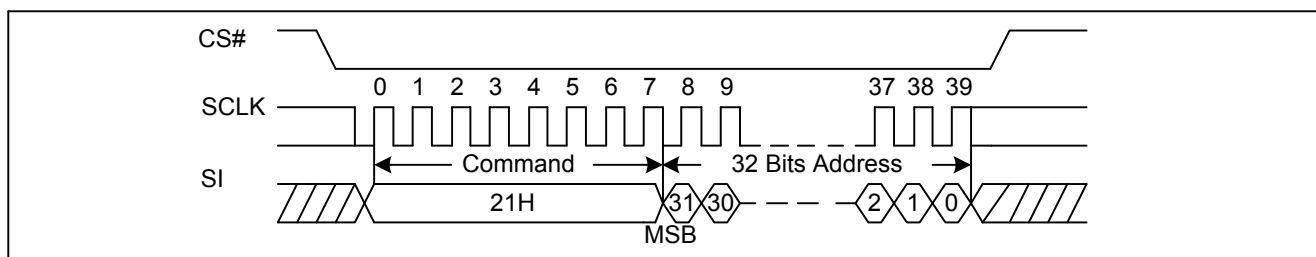 CS#
0 1 2 3 4 5 6 7 8 9 37 38 39
SCLK
Command 32 Bits Address
SI
21H 31 30 2 1 0
MSB